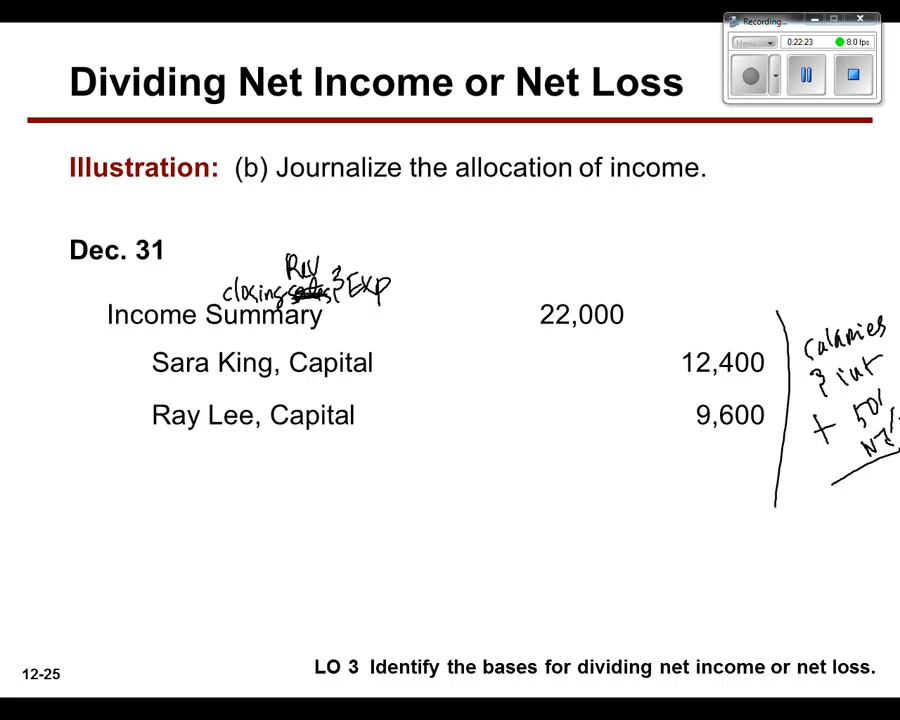 Recording...
Menu
0:22:23
8.0 fps
Dividing Net Income or Net Loss
Illustration: (b) Journalize the allocation of income.
Dec. 31
Rev
closing & Exp
Income Summary 22,000
Sara King, Capital 12,400
Ray Lee, Capital 9,600
salaries
& int
+ 50%
12-25
LO 3 Identify the bases for dividing net income or net loss.